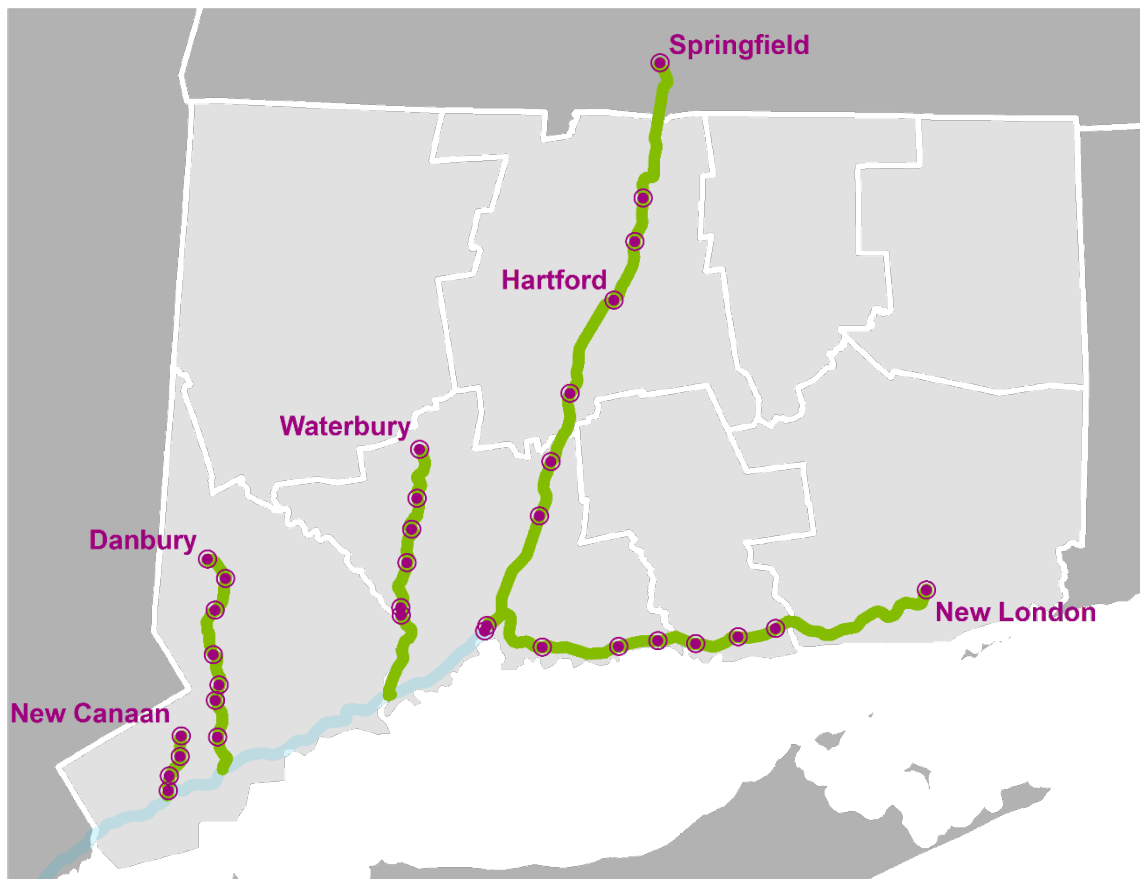 Springfield
Hartford
Waterbury
Danbury
New London
New Canaan